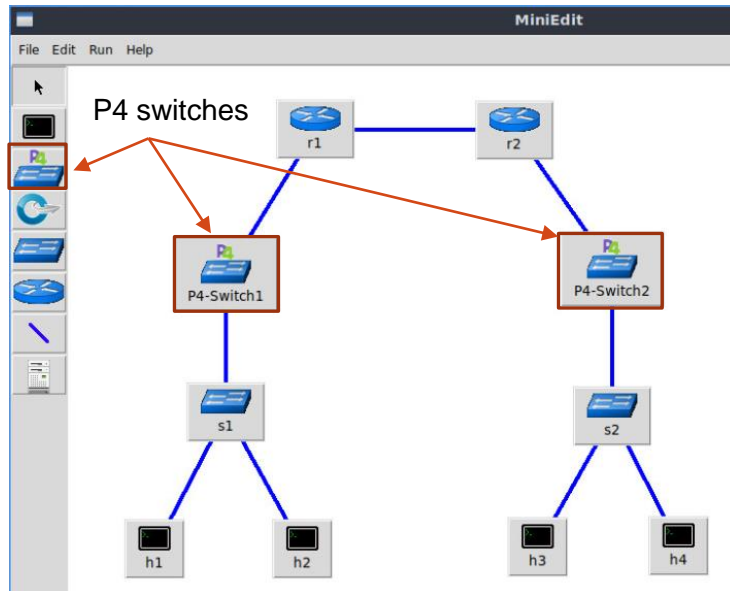 MiniEdit
File Edit Run Help
P4 switches
r1
r2
P4
P4
P4-Switch1
P4
P4-Switch2
s1
s2
h1
h2
h3
h4